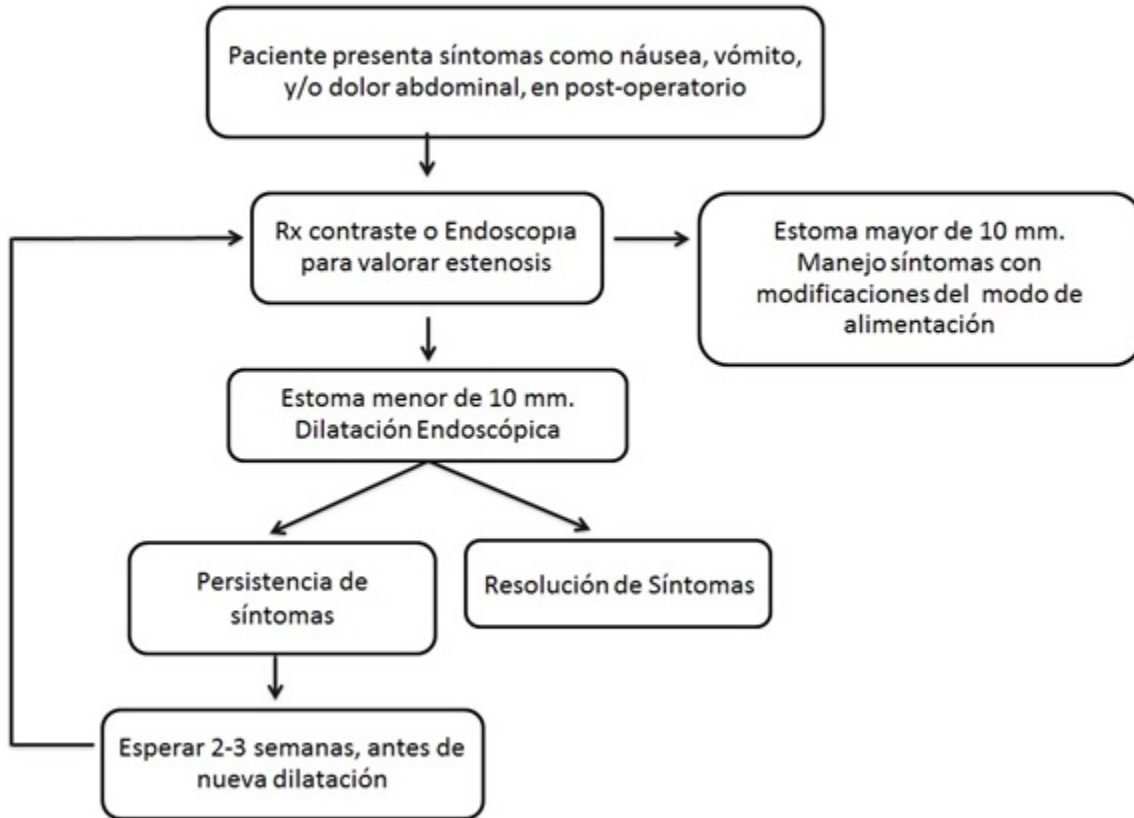 Paciente presenta síntomas como náusea, vómito,
y/o dolor abdominal, en post-operatorio
Rx contraste o Endoscopia
para valorar estenosis
Estoma mayor de 10 mm.
Manejo síntomas con
modificaciones del modo de
alimentación
Estoma menor de 10 mm.
Dilatación Endoscópica
Persistencia de
síntomas
Resolución de Síntomas
Esperar 2-3 semanas, antes de
nueva dilatación